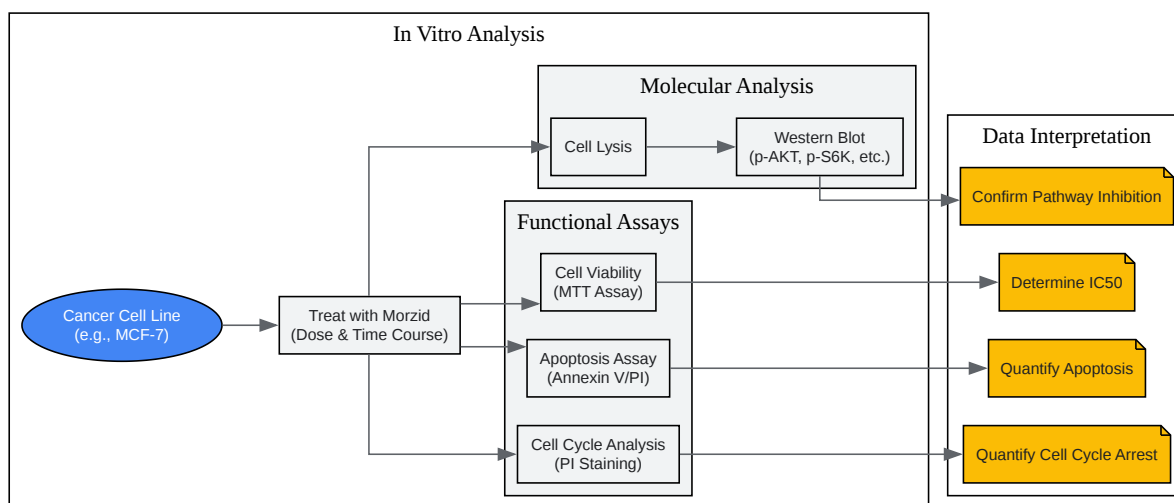 In Vitro Analysis
Molecular Analysis
Cell Lysis
Western Blot
(p-AKT, p-S6K, etc.)
Data Interpretation
Confirm Pathway Inhibition
Functional Assays
Cancer Cell Line
(e.g., MCF-7)
Treat with Morzid
(Dose & Time Course)
Cell Viability
(MTT Assay)
Determine IC50
Apoptosis Assay
(Annexin V/PI)
Quantify Apoptosis
Cell Cycle Analysis
(PI Staining)
Quantify Cell Cycle Arrest